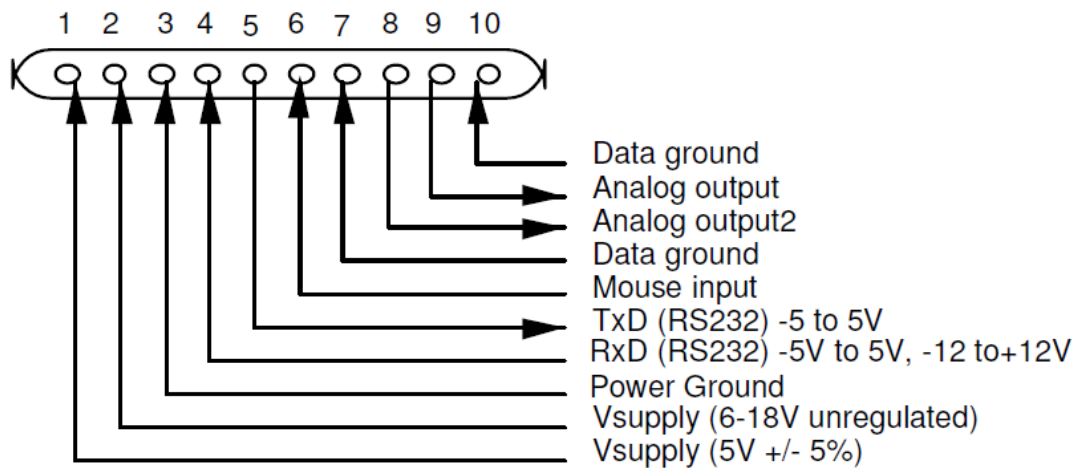 1 2 3 4 5 6 7 8 9 10
Data ground
Analog output
Analog output2
Data ground
Mouse input
TxD (RS232) -5 to 5V
RxD (RS232) -5V to 5V, -12 to+12V
Power Ground
Vsupply (6-18V unregulated)
Vsupply (5V +/- 5%)